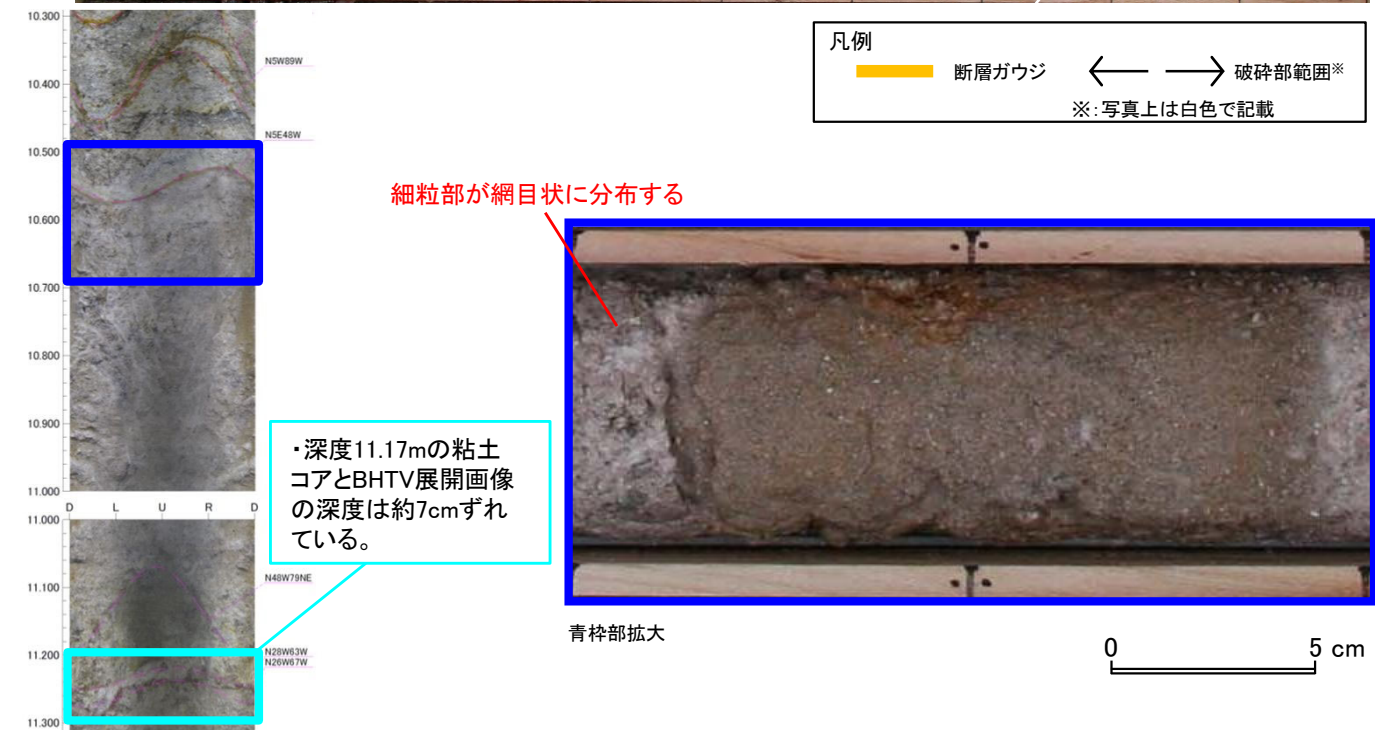 10.300
10.400
10.500
10.600
10.700
10.800
10.900
11.000
N5W89W
N5E48W
D L U R D
11.000
11.100
11.200
11.300
N48W79NE
N28W63W
N26W67W
凡例
断層ガウジ
破砕部範囲※
※:写真上は白色で記載
細粒部が網目状に分布する
・深度11.17mの粘土
コアとBHTV展開画像
の深度は約7cmずれ
ている。
青枠部拡大
0 5 cm